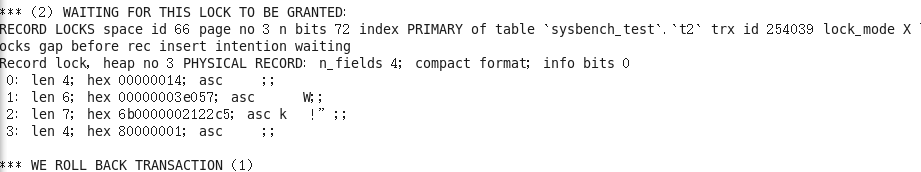 *** (2) WAITING FOR THIS LOCK TO BE GRANTED:
RECORD LOCKS space id 66 page no 3 n bits 72 index PRIMARY of table `sysbench_test`.`t2` trx id 254039 lock_mode X l
ocks gap before rec insert intention waiting
Record lock, heap no 3 PHYSICAL RECORD: n_fields 4; compact format; info bits 0
0: len 4; hex 00000014; asc     ;;
1: len 6; hex 00000003e057; asc      W;;
2: len 7; hex 6b0000002122c5; asc k   !" ;;
3: len 4; hex 80000001; asc     ;;
*** WE ROLL BACK TRANSACTION (1)